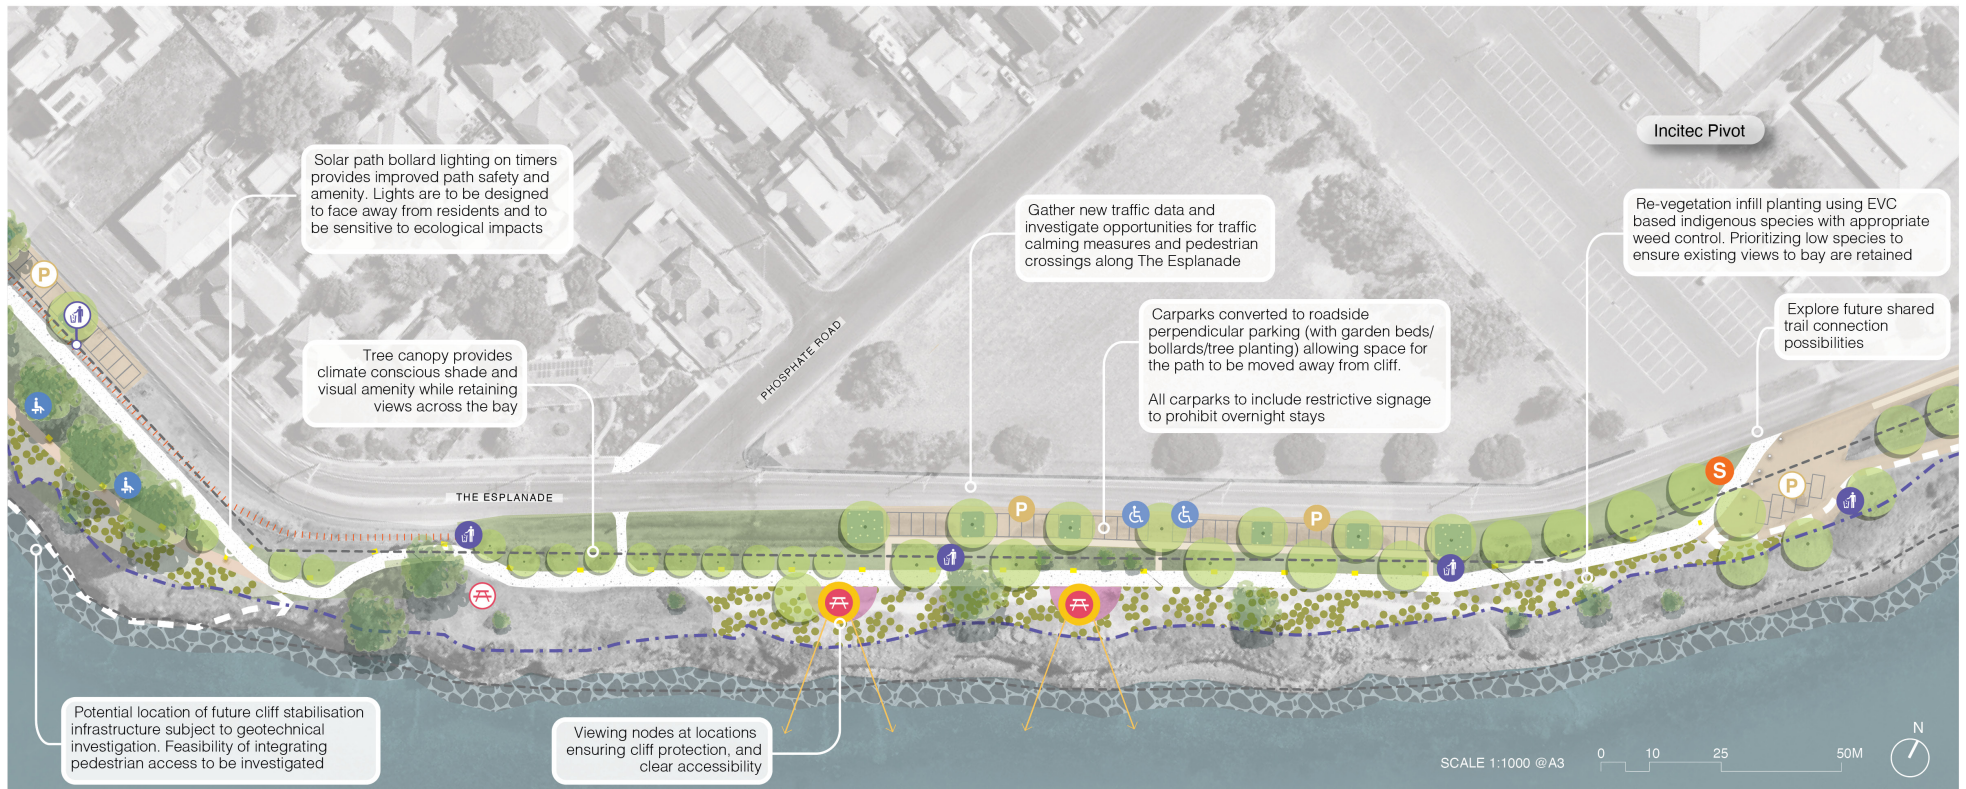 Incitec Pivot
Solar path bollard lighting on timers
provides improved path safety and
amenity. Lights are to be designed
to face away from residents and to
be sensitive to ecological impacts
Gather new traffic data and
investigate opportunities for traffic
calming measures and pedestrian
crossings along The Esplanade
Re-vegetation infill planting using EVC
based indigenous species with appropriate
weed control. Prioritizing low species to
ensure existing views to bay are retained
Explore future shared
trail connection
possibilities
Carparks converted to roadside
perpendicular parking (with garden beds/
bollards/tree planting) allowing space for
the path to be moved away from cliff.
All carparks to include restrictive signage
to prohibit overnight stays
Tree canopy provides
climate conscious shade and
visual amenity while retaining
views across the bay
PHOSPHATE ROAD
P
THE ESPLANADE
P
P
S
P
Potential location of future cliff stabilisation
infrastructure subject to geotechnical
investigation. Feasibility of integrating
pedestrian access to be investigated
Viewing nodes at locations
ensuring cliff protection, and
clear accessibility
SCALE 1:1000 @A3
0 10 25 50M
N